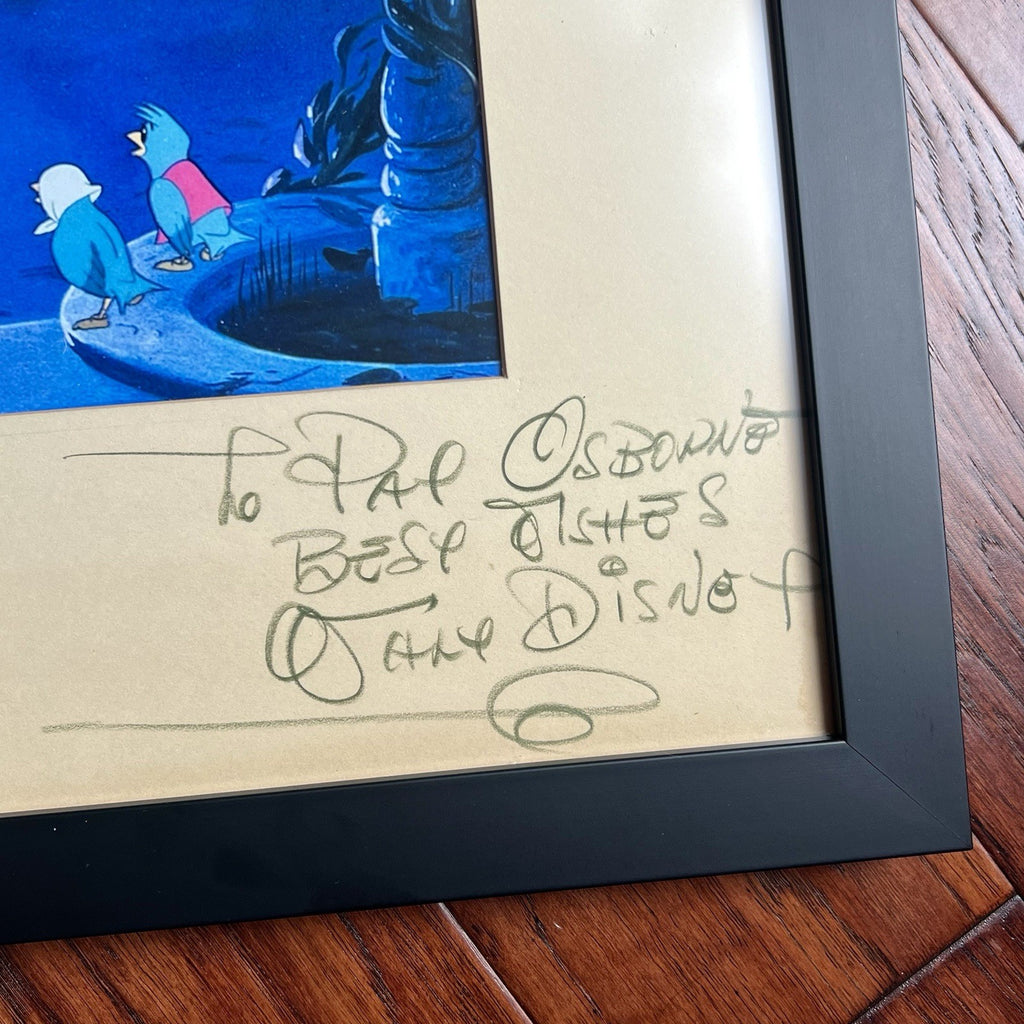 To Pat Osborne
Best Wishes
Walt Disney